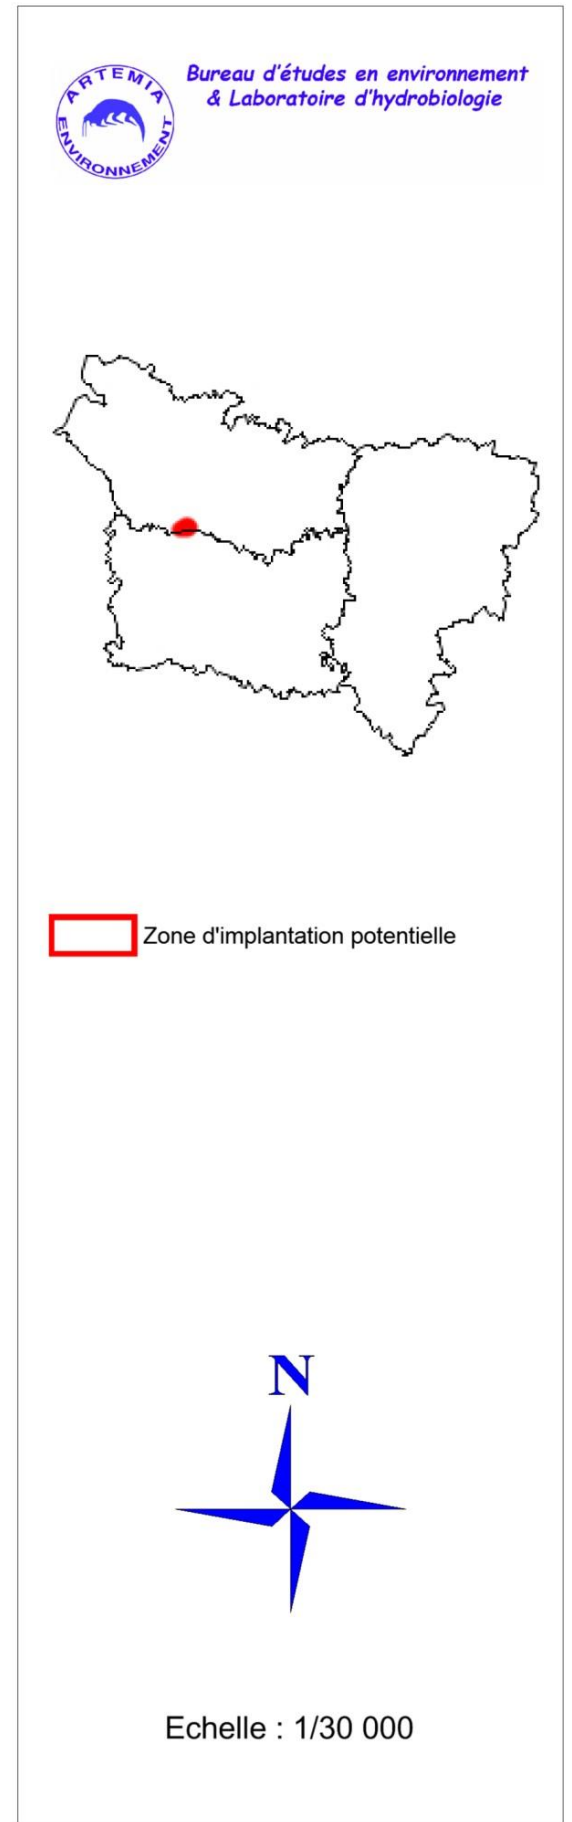 ARTEMIA
ENVIRONNEMENT
Bureau d'études en environnement
& Laboratoire d'hydrobiologie
Zone d'implantation potentielle
N
Echelle : 1/30 000